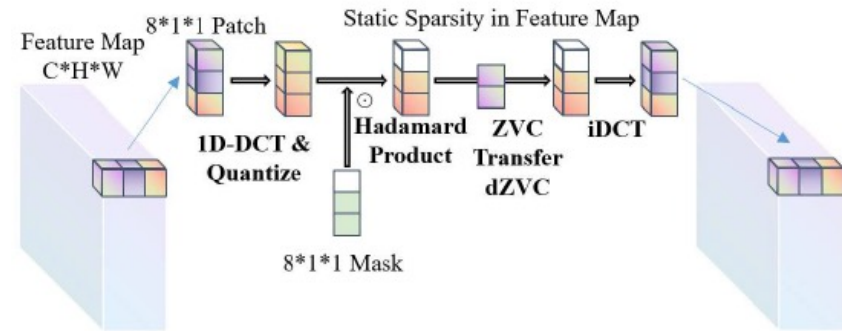 Static Sparsity in Feature Map
8*1*1 Patch
Feature Map
C*H*W
⊙
1D-DCT &
Quantize
Hadamard
Product
ZVC
Transfer
dZVC
iDCT
8*1*1 Mask